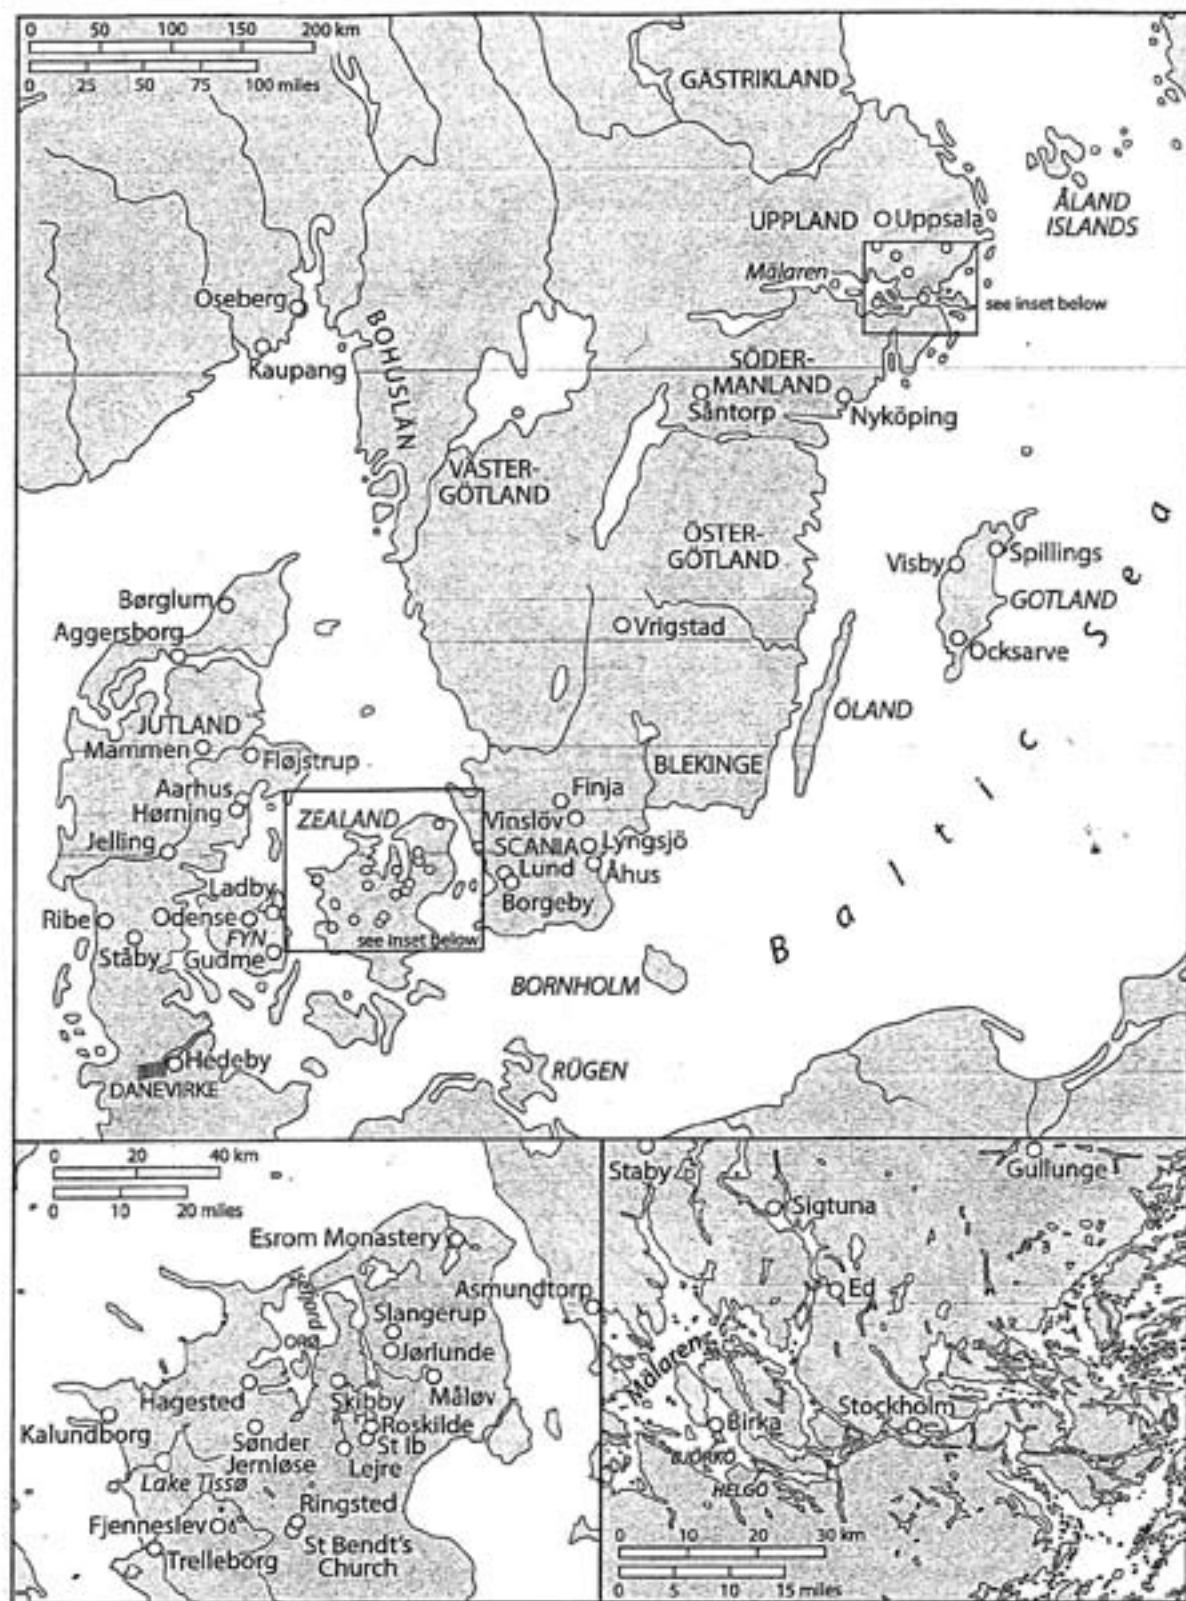 0 50 100 150 200 km
0 25 50 75 100 miles
GÄSTRIKLAND
ÅLAND
ISLANDS
UPPLAND
Uppsala
Mälaren
see inset below
Oseberg
Kaupang
BOHUSLÄN
SÖDER-
MANLAND
Såntorp
Nyköping
VÄSTER-
GÖTLAND
ÖSTER-
GÖTLAND
Visby
Spillings
GOTLAND
Ocksarve
Børglum
Aggersborg
Vrigstad
ÖLAND
JUTLAND
Mammen
Fløjstrup
BLEKINGE
Aarhus
Hørning
Finja
ZEALAND
Vinslöv
Jelling
SCANIA
Lyngsjö
Lund
Åhus
Ladby
Borgeby
Ribe
Odense
FYN
see inset below
Ståby
Gudme
Baltic Sea
BORNHOLM
Hedeby
DANEVIRKE
RÜGEN
0 20 40 km
0 10 20 miles
Esrom Monastery
Asmundtorp
sefjord
Slangerup
ORØ
Jørlunde
Hagested
Skibby
Måløv
Kalundborg
Roskilde
Sønder
Jernløse
St Ib
Lejre
Lake Tissø
Ringsted
Fjenneslev
St Bendt's
Church
Trelleborg
Staby
Gullunge
Sigtuna
Ed
Mälaren
Birka
Stockholm
BJÖRKÖ
HELGÖ
0 10 20 30 km
0 5 10 15 miles